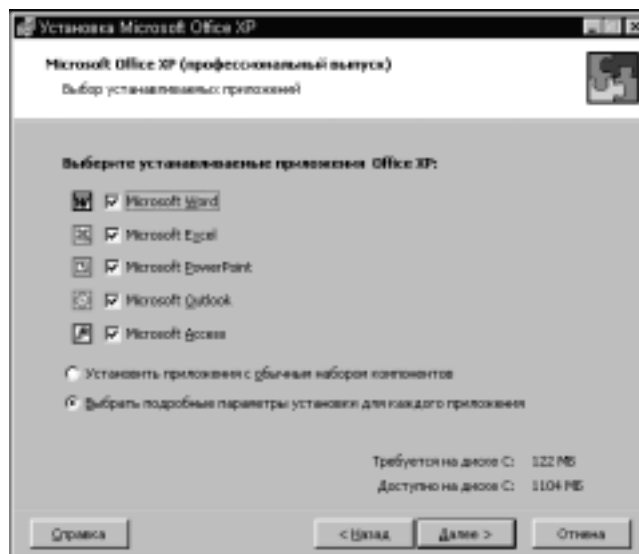 Установка Microsoft Office XP
Microsoft Office XP (профессиональный выпуск)
Выбор устанавливаемых приложений
Выберите устанавливаемые приложения Office XP:
Microsoft Word
Microsoft Excel
Microsoft PowerPoint
Microsoft Outlook
Microsoft Access
Установить приложения с обычным набором компонентов
Выбрать подробные параметры установки для каждого приложения
Требуется на диске C: 122 МБ
Доступно на диске C: 1104 МБ
Справка < Назад Далее > Отмена